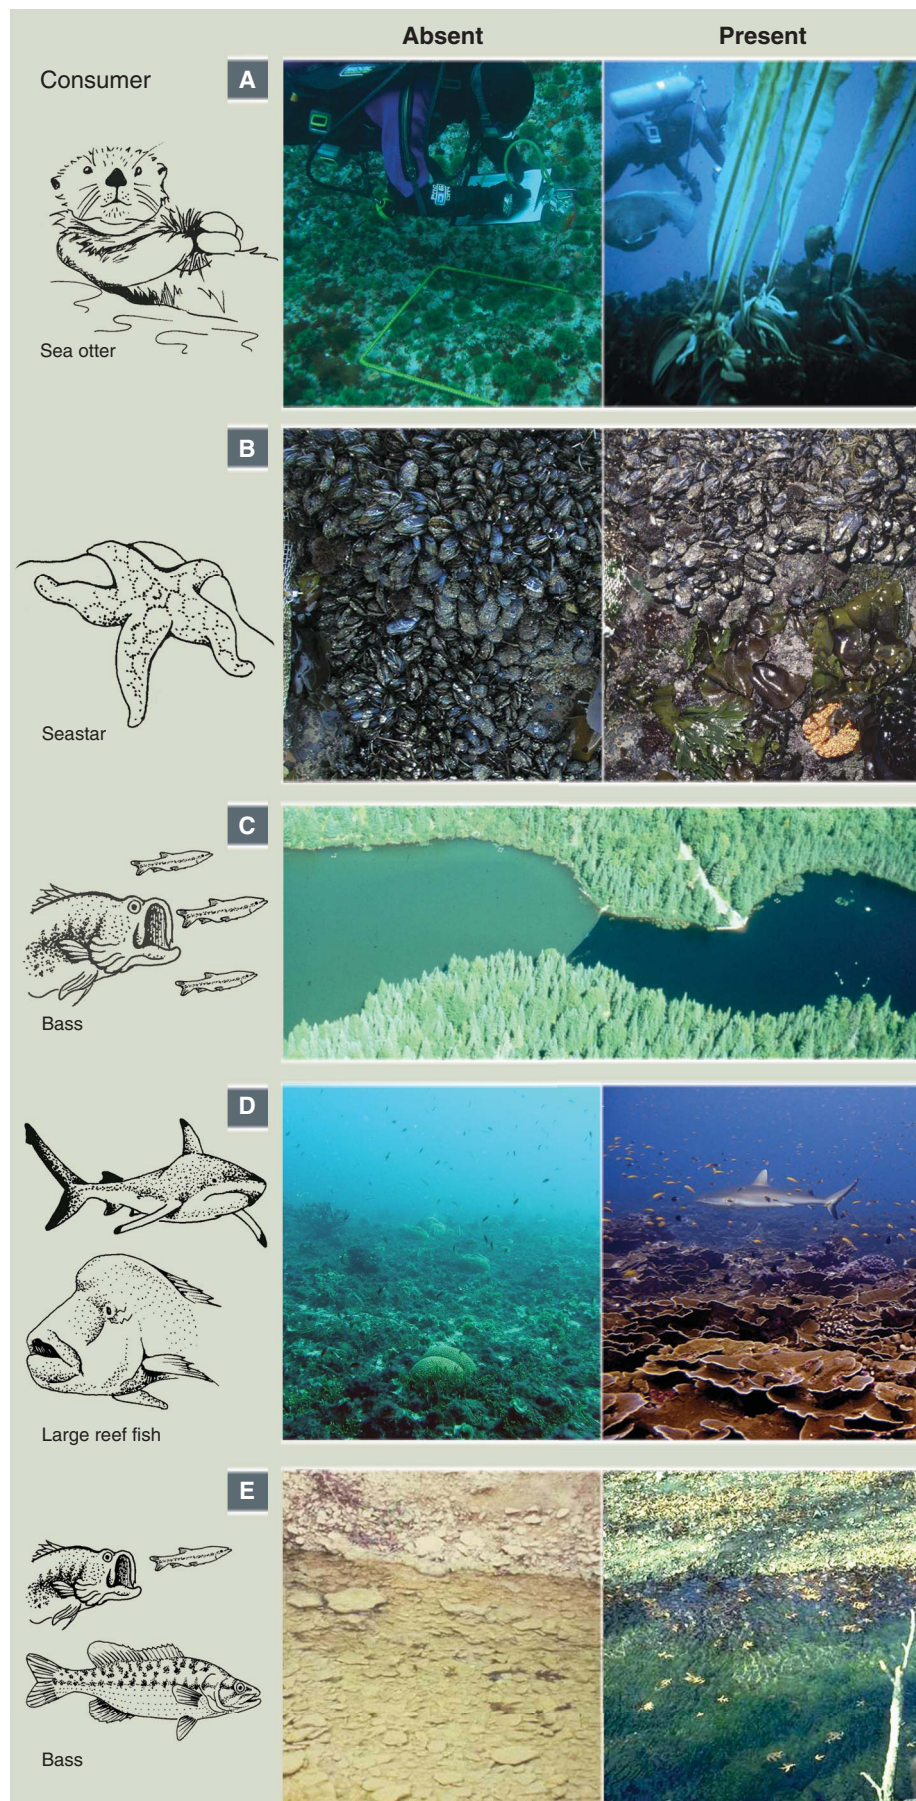 Absent Present
Consumer A
Sea otter
B
Seastar
C
Bass
D
Large reef fish
E
Bass